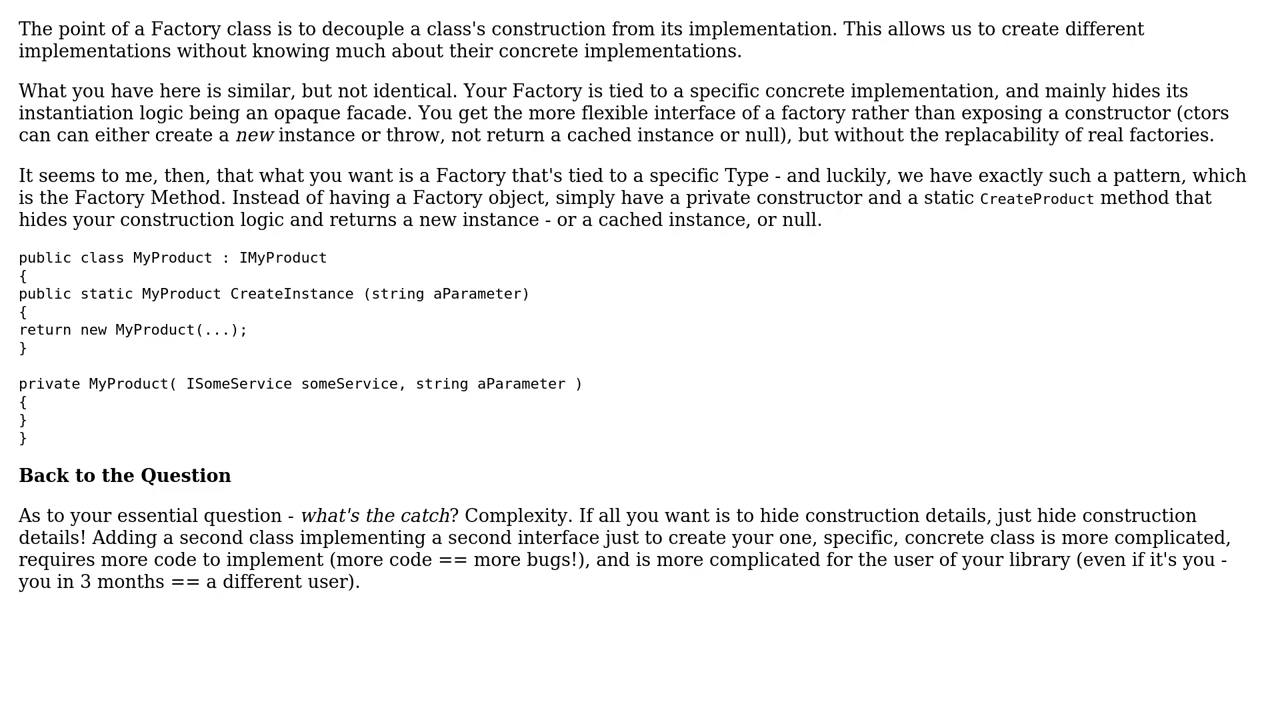 The point of a Factory class is to decouple a class's construction from its implementation. This allows us to create different
implementations without knowing much about their concrete implementations.
What you have here is similar, but not identical. Your Factory is tied to a specific concrete implementation, and mainly hides its
instantiation logic being an opaque facade. You get the more flexible interface of a factory rather than exposing a constructor (ctors
can can either create a new instance or throw, not return a cached instance or null), but without the replacability of real factories.
It seems to me, then, that what you want is a Factory that's tied to a specific Type - and luckily, we have exactly such a pattern, which
is the Factory Method. Instead of having a Factory object, simply have a private constructor and a static CreateProduct method that
hides your construction logic and returns a new instance - or a cached instance, or null.
public class MyProduct : IMyProduct
{
public static MyProduct CreateInstance (string aParameter)
{
return new MyProduct(...);
}
private MyProduct( ISomeService someService, string aParameter )
{
}
}
Back to the Question
As to your essential question - what's the catch? Complexity. If all you want is to hide construction details, just hide construction
details! Adding a second class implementing a second interface just to create your one, specific, concrete class is more complicated,
requires more code to implement (more code == more bugs!), and is more complicated for the user of your library (even if it's you -
you in 3 months == a different user).